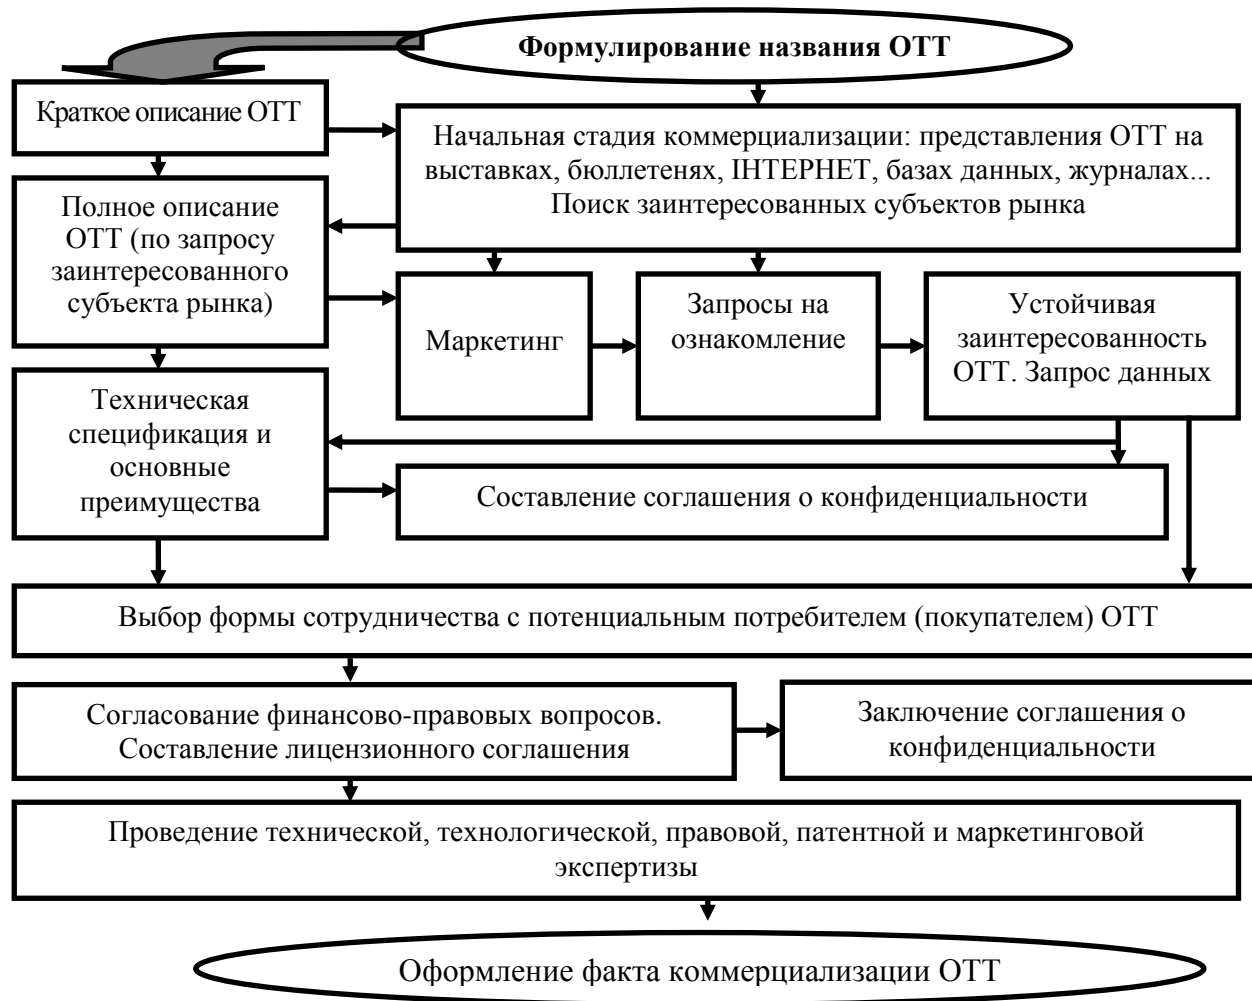 Формулирование названия ОТТ
Краткое описание ОТТ
Начальная стадия коммерциализации: представления ОТТ на
выставках, бюллетенях, ІНТЕРНЕТ, базах данных, журналах...
Поиск заинтересованных субъектов рынка
Полное описание
ОТТ (по запросу
заинтересованного
субъекта рынка)
Маркетинг
Запросы на
ознакомление
Устойчивая
заинтересованность
ОТТ. Запрос данных
Техническая
спецификация и
основные
преимущества
Составление соглашения о конфиденциальности
Выбор формы сотрудничества с потенциальным потребителем (покупателем) ОТТ
Согласование финансово-правовых вопросов.
Составление лицензионного соглашения
Заключение соглашения о
конфиденциальности
Проведение технической, технологической, правовой, патентной и маркетинговой
экспертизы
Оформление факта коммерциализации ОТТ